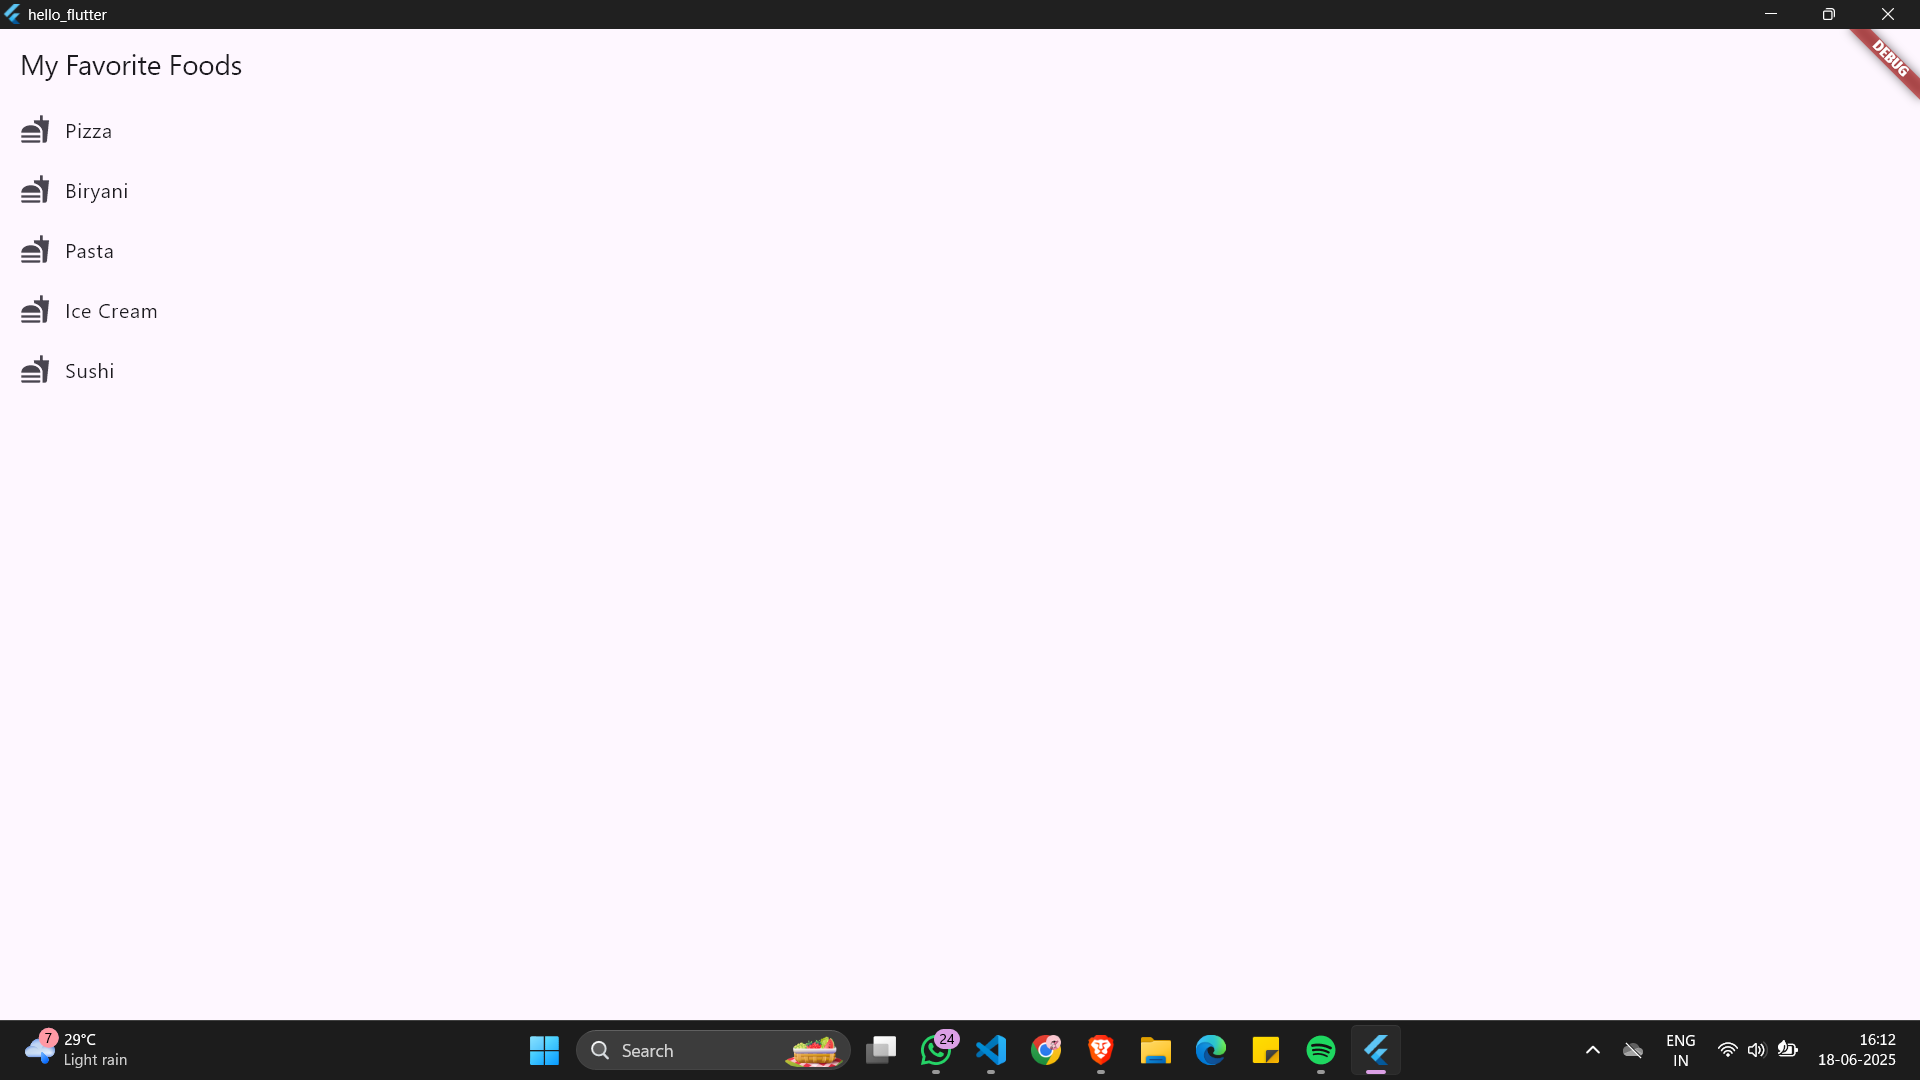 hello_flutter
DEBUG
My Favorite Foods
Pizza
Biryani
Pasta
Ice Cream
Sushi
7
29°C
Light rain
Search
24
ENG
IN
16:12
18-06-2025